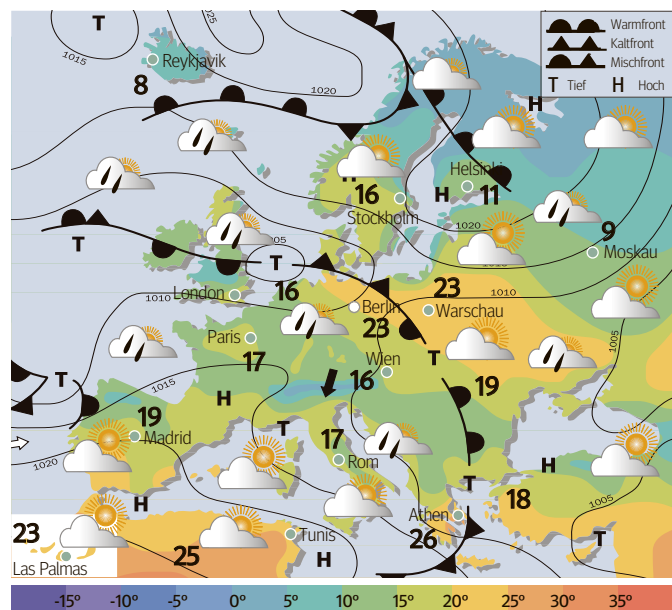 T
1025
1015
Reykjavik
8
1020
Warmfront
Kaltfront
Mischfront
T Tief H Hoch
H
Helsinki
H
11
H
16
Stockholm
1020
9
Moskau
T
T
1010
London
16
Berlin
23
23
Warschau
1010
1005
Paris
17
T
Wien
16
19
T
1015
H
19
Madrid
T
17
Rom
H
1020
T
18
1005
H
Athen
26
T
23
Las Palmas
25
Tunis
H
-15° -10° -5° 0° 5° 10° 15° 20° 25° 30° 35°